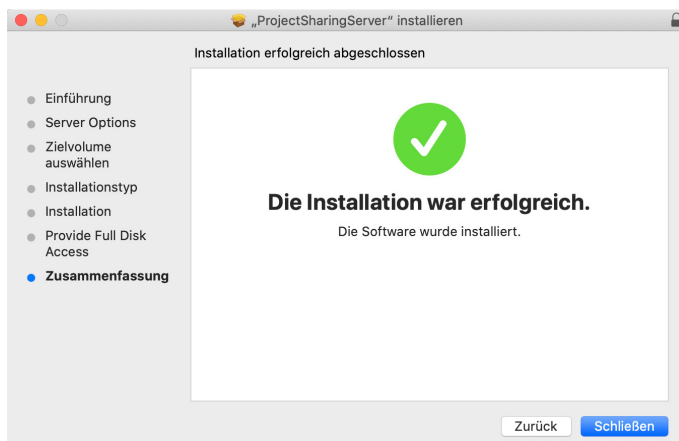 „ProjectSharingServer“ installieren
Installation erfolgreich abgeschlossen
Einführung
Server Options
Zielvolume
auswählen
Installationstyp
Installation
Provide Full Disk
Access
Zusammenfassung
Die Installation war erfolgreich.
Die Software wurde installiert.
Zurück
Schließen